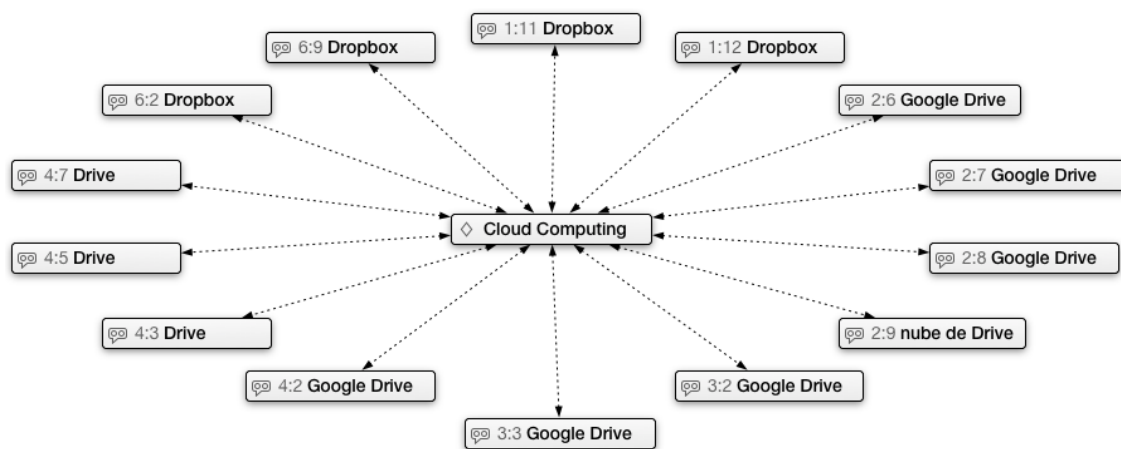 1:11 Dropbox
6:9 Dropbox
1:12 Dropbox
6:2 Dropbox
2:6 Google Drive
4:7 Drive
2:7 Google Drive
Cloud Computing
4:5 Drive
2:8 Google Drive
4:3 Drive
2:9 nube de Drive
4:2 Google Drive
3:2 Google Drive
3:3 Google Drive